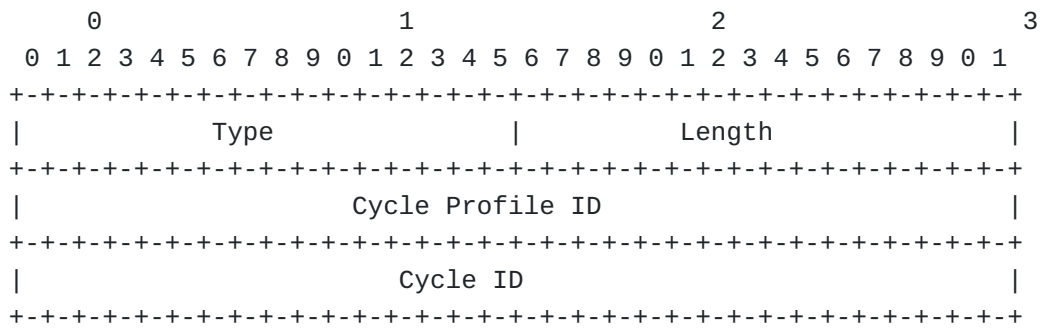 0                   1                   2                   3
 0 1 2 3 4 5 6 7 8 9 0 1 2 3 4 5 6 7 8 9 0 1 2 3 4 5 6 7 8 9 0 1
+-+-+-+-+-+-+-+-+-+-+-+-+-+-+-+-+-+-+-+-+-+-+-+-+-+-+-+-+-+-+-+-+
|            Type               |          Length               |
+-+-+-+-+-+-+-+-+-+-+-+-+-+-+-+-+-+-+-+-+-+-+-+-+-+-+-+-+-+-+-+-+
|                     Cycle Profile ID                          |
+-+-+-+-+-+-+-+-+-+-+-+-+-+-+-+-+-+-+-+-+-+-+-+-+-+-+-+-+-+-+-+-+
|                        Cycle ID                               |
+-+-+-+-+-+-+-+-+-+-+-+-+-+-+-+-+-+-+-+-+-+-+-+-+-+-+-+-+-+-+-+-+